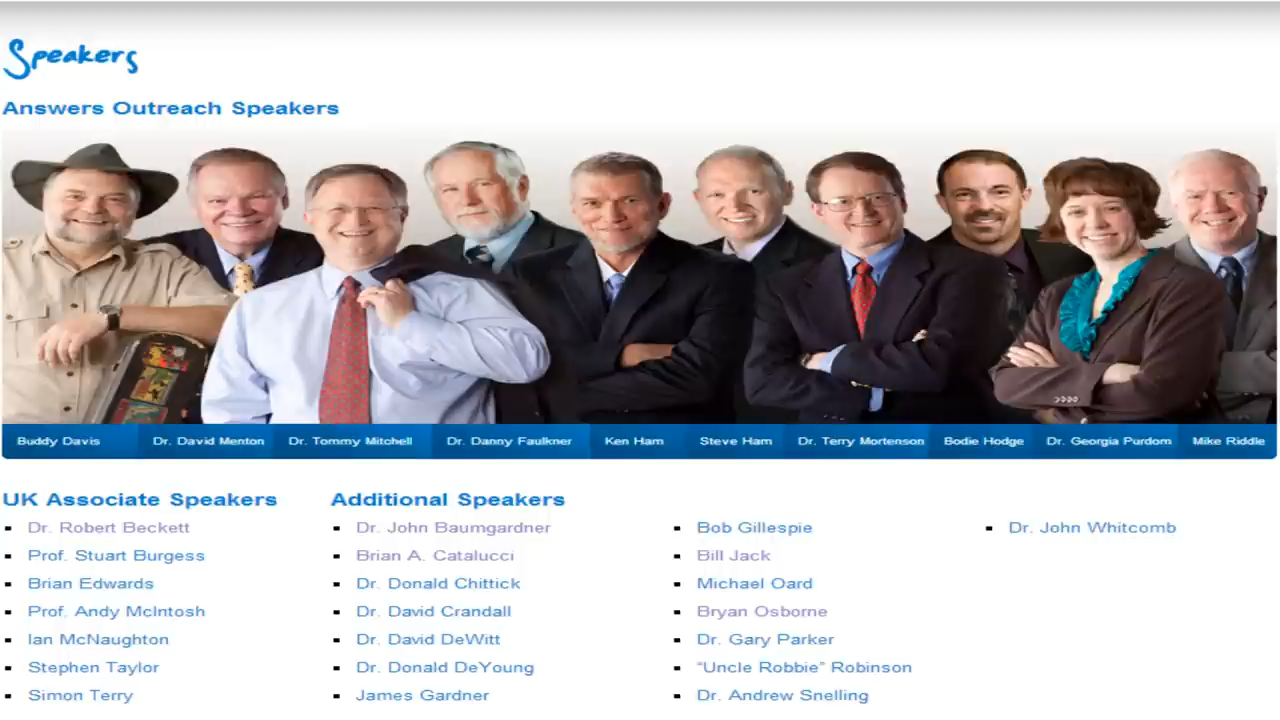 Speakers
Answers Outreach Speakers
Buddy Davis Dr. David Menton Dr. Tommy Mitchell Dr. Danny Faulkner Ken Ham Steve Ham Dr. Terry Mortenson Bodie Hodge Dr. Georgia Purdom Mike Riddle
UK Associate Speakers
Dr. Robert Beckett
Prof. Stuart Burgess
Brian Edwards
Prof. Andy McIntosh
Ian McNaughton
Stephen Taylor
Simon Terry
Additional Speakers
Dr. John Baumgardner
Brian A. Catalucci
Dr. Donald Chittick
Dr. David Crandall
Dr. David DeWitt
Dr. Donald DeYoung
James Gardner
Bob Gillespie
Bill Jack
Michael Oard
Bryan Osborne
Dr. Gary Parker
“Uncle Robbie” Robinson
Dr. Andrew Snelling
Dr. John Whitcomb